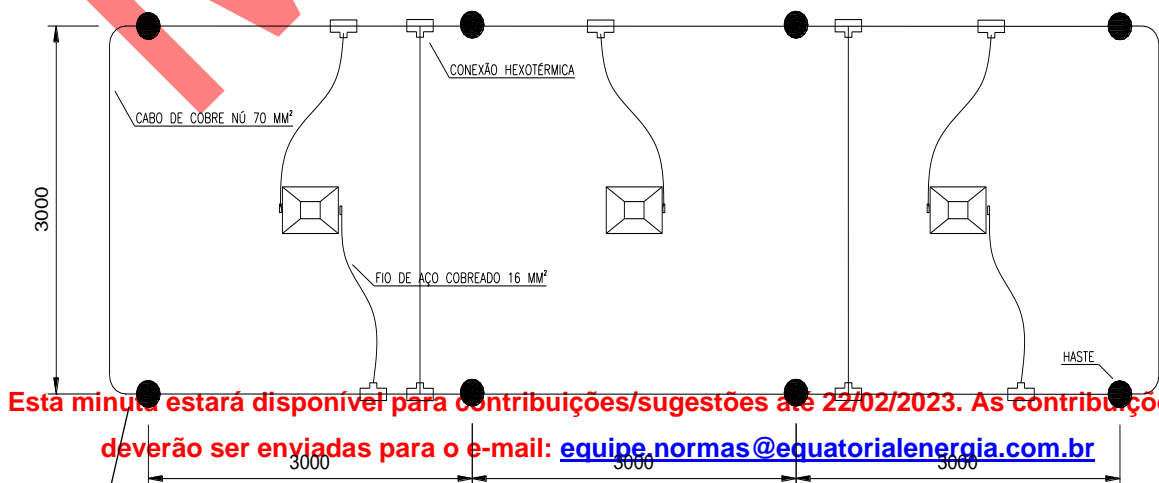 CONEXÃO HEXOTÉRMICA
CABO DE COBRE NÚ 70 MM²
3000
FIO DE AÇO COBREADO 16 MM²
HASTE
Esta minuta estará disponível para contribuições/sugestões até 22/02/2023. As contribuiçõe
deverão ser enviadas para o e-mail: equipe.normas@equatorialenergia.com.br
3000 3000 3000